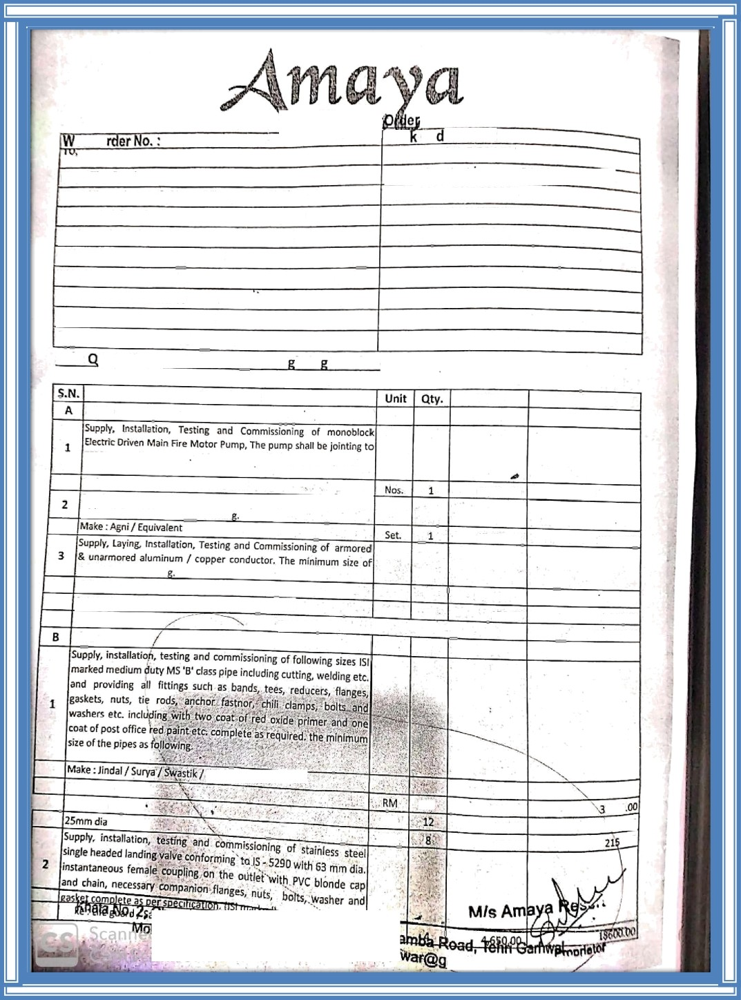 Amaya
Order
W rder No. :
k d
To,
Q g g
S.N. Unit Qty.
A
1 Supply, Installation, Testing and Commissioning of monoblock
Electric Driven Main Fire Motor Pump, The pump shall be jointing to
Nos. 1
2
g.
Make : Agni / Equivalent
Set. 1
3 Supply, Laying, Installation, Testing and Commissioning of armored
& unarmored aluminum / copper conductor. The minimum size of
g.
B
1 Supply, installation, testing and commissioning of following sizes ISI
marked medium duty MS 'B' class pipe including cutting, welding etc.
and providing all fittings such as bands, tees, reducers, flanges,
gaskets, nuts, tie rods, anchor fastnor, chili clamps, bolts and
washers etc. including with two coat of red oxide primer and one
coat of post office red paint etc. complete as required. the minimum
size of the pipes as following.
Make : Jindal / Surya / Swastik /
RM 3 .00
12
25mm dia 8 215
2 Supply, installation, testing and commissioning of stainless steel
single headed landing valve conforming to IS - 5290 with 63 mm dia.
instantaneous female coupling on the outlet with PVC blonde cap
and chain, necessary companion flanges, nuts, bolts, washer and
gasket complete as per specification. (ISI
Khata No. 2,
M/s Amaya
Mo
4,650.00 18600.00
amba Road, Tehri Garhwal
Proprietor
war@g
CS Scanne